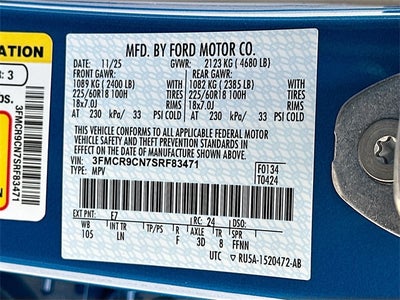 ATION
R: 3
bs.
3FMCR9CN7SRF83471
MFD. BY FORD MOTOR CO.
DATE: 11/25 GVWR: 2123 KG ( 4680 LB)
FRONT GAWR: REAR GAWR:
1089 KG ( 2400 LB) 1082 KG ( 2385 LB)
225/60R18 100H TIRES 225/60R18 100H TIRES
18x7.0J RIMS 18x7.0J RIMS
AT 230 kPa/ 33 PSI COLD AT 230 kPa/ 33 PSI COLD
THIS VEHICLE CONFORMS TO ALL APPLICABLE FEDERAL MOTOR
VEHICLE SAFETY AND THEFT PREVENTION STANDARDS IN
EFFECT ON THE DATE OF MANUFACTURE SHOWN ABOVE.
VIN: 3FMCR9CN7SRF83471
TYPE: MPV
F0134
T0424
EXT PNT: E7 RC: 24 DSO:
WB INT TR TP/PS R AXLE TR SPR
105 LN F 3D 8 FFNN
UTC RU5A-1520472-AB